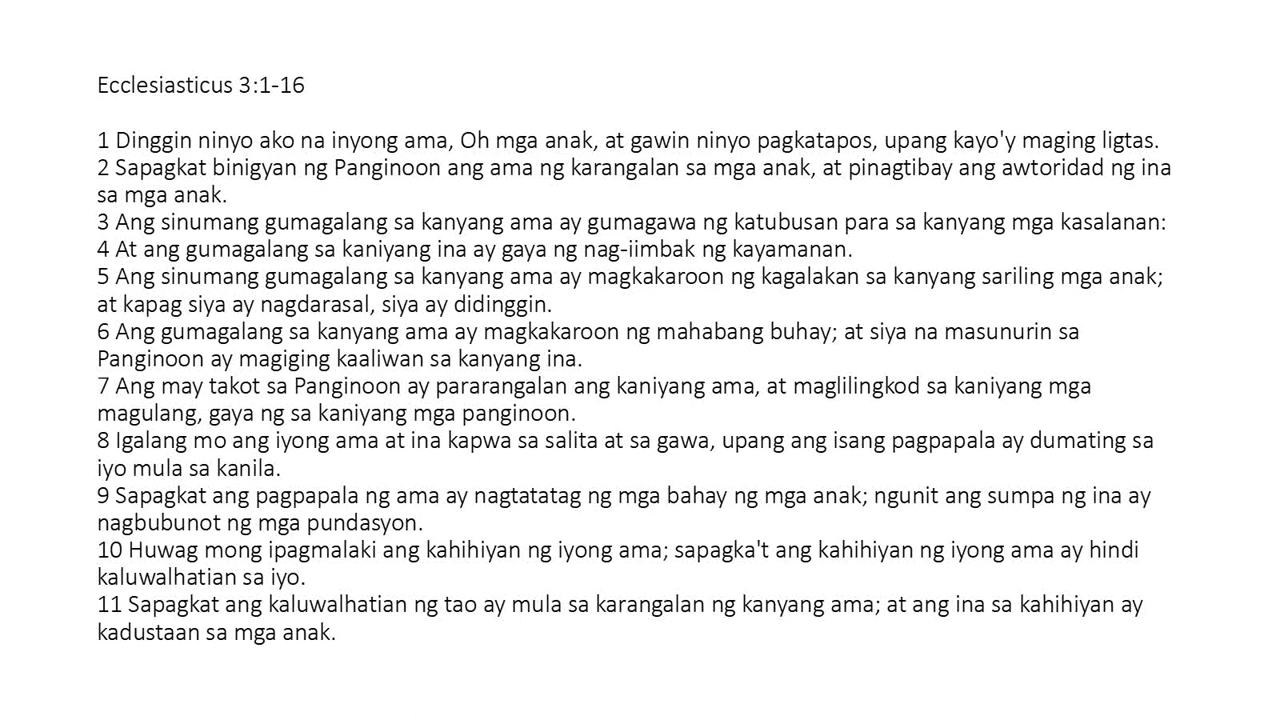 Ecclesiasticus 3:1-16
1 Dinggin ninyo ako na inyong ama, Oh mga anak, at gawin ninyo pagkatapos, upang kayo'y maging ligtas.
2 Sapagkat binigyan ng Panginoon ang ama ng karangalan sa mga anak, at pinagtibay ang awtoridad ng ina
sa mga anak.
3 Ang sinumang gumagalang sa kanyang ama ay gumagawa ng katubusan para sa kanyang mga kasalanan:
4 At ang gumagalang sa kaniyang ina ay gaya ng nag-iimbak ng kayamanan.
5 Ang sinumang gumagalang sa kanyang ama ay magkakaroon ng kagalakan sa kanyang sariling mga anak;
at kapag siya ay nagdarasal, siya ay didinggin.
6 Ang gumagalang sa kanyang ama ay magkakaroon ng mahabang buhay; at siya na masunurin sa
Panginoon ay magiging kaaliwan sa kanyang ina.
7 Ang may takot sa Panginoon ay pararangalan ang kaniyang ama, at maglilingkod sa kaniyang mga
magulang, gaya ng sa kaniyang mga panginoon.
8 Igalang mo ang iyong ama at ina kapwa sa salita at sa gawa, upang ang isang pagpapala ay dumating sa
iyo mula sa kanila.
9 Sapagkat ang pagpapala ng ama ay nagtatatag ng mga bahay ng mga anak; ngunit ang sumpa ng ina ay
nagbubunot ng mga pundasyon.
10 Huwag mong ipagmalaki ang kahihiyan ng iyong ama; sapagka't ang kahihiyan ng iyong ama ay hindi
kaluwalhatian sa iyo.
11 Sapagkat ang kaluwalhatian ng tao ay mula sa karangalan ng kanyang ama; at ang ina sa kahihiyan ay
kadustaan sa mga anak.